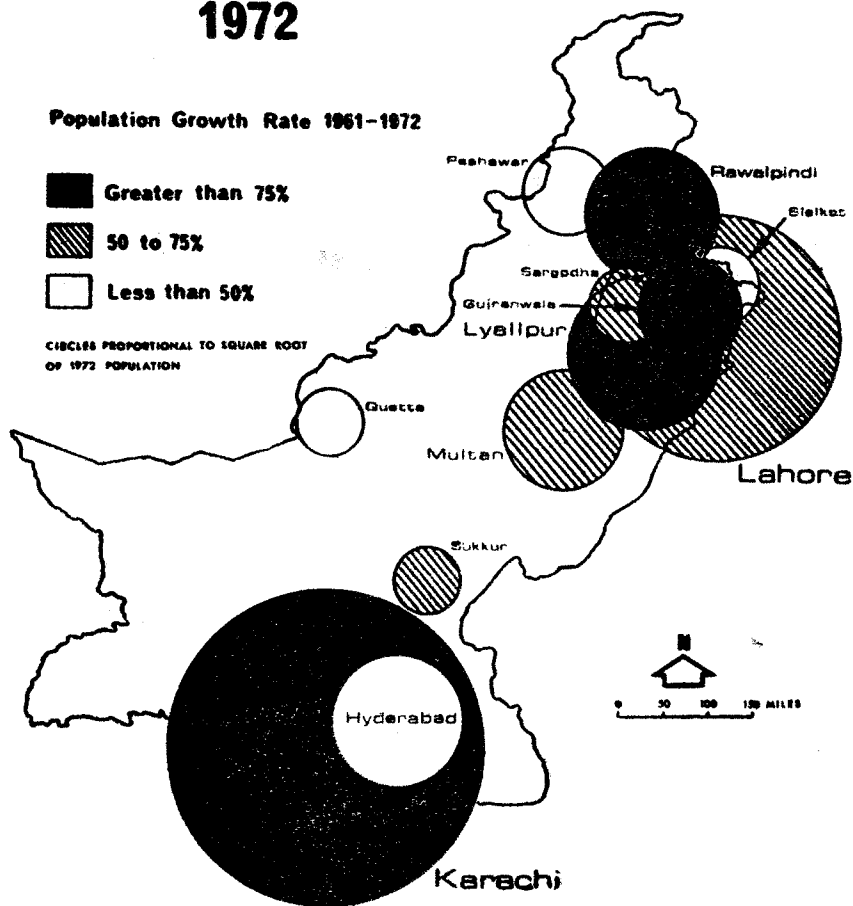 1972
Population Growth Rate 1961-1972
Greater than 75%
50 to 75%
Less than 50%
CIRCLES PROPORTIONAL TO SQUARE ROOT
OF 1972 POPULATION
Peshawar
Rawalpindi
Sialkot
Sargodha
Gujranwala
Lyallpur
Quetta
Multan
Lahore
Sukkur
N
0 50 100 150 MILES
Hyderabad
Karachi